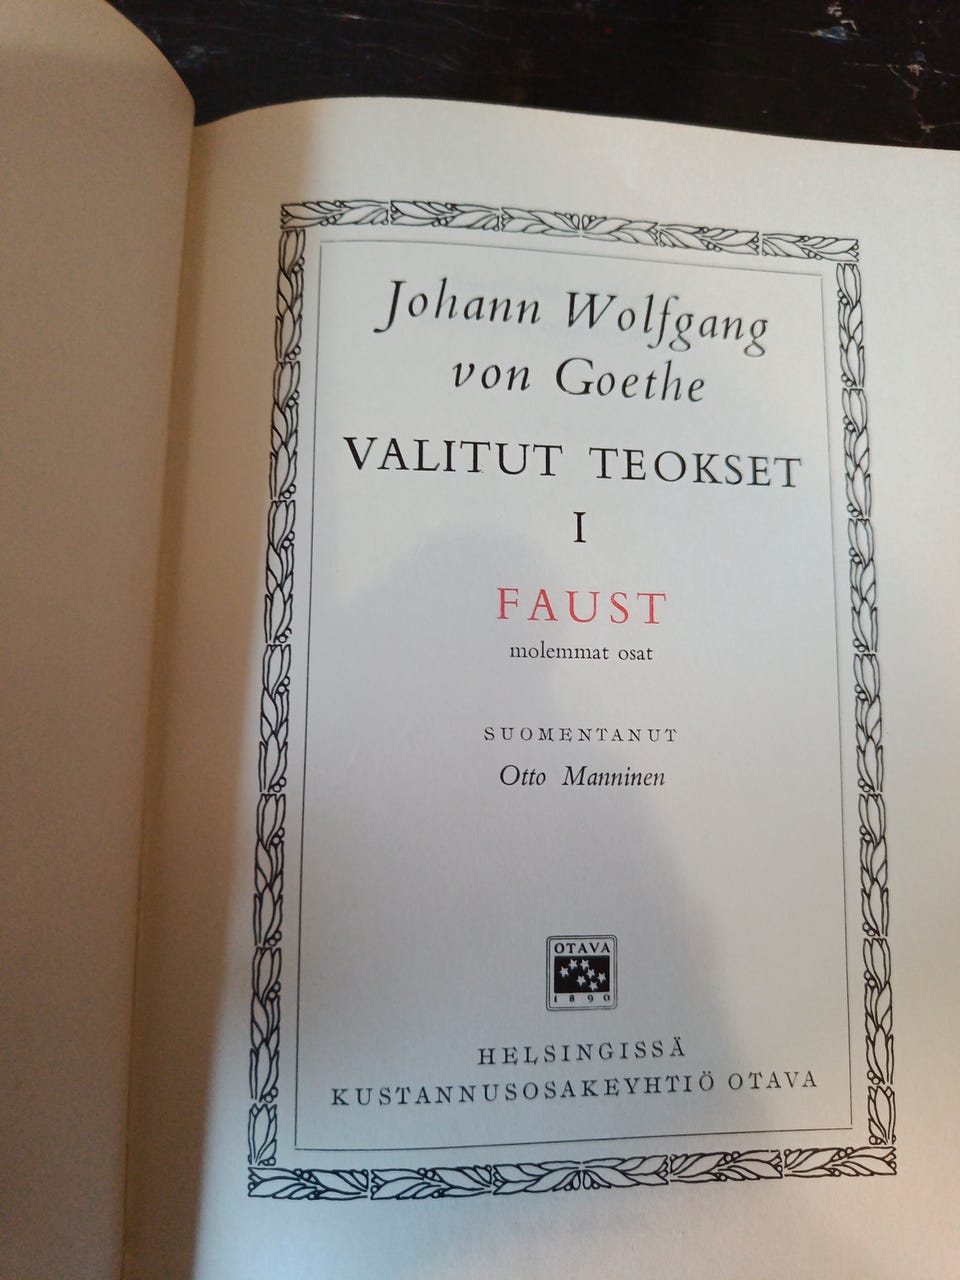 Johann Wolfgang
von Goethe
VALITUT TEOKSET
I
FAUST
molemmat osat
SUOMENTANUT
Otto Manninen
OTAVA
1890
HELSINGISSÄ
KUSTANNUSOSAKEYHTIÖ OTAVA